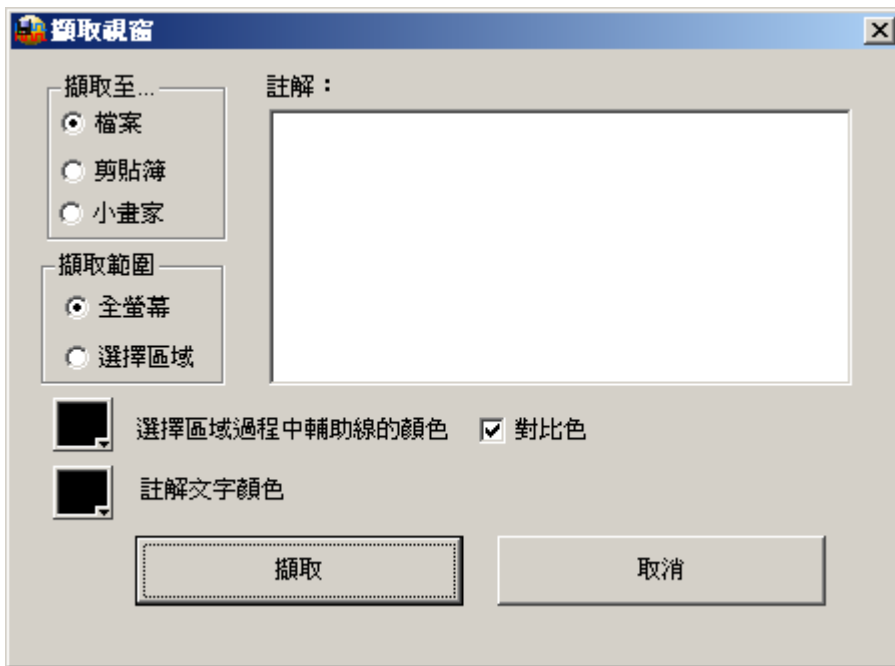 擷取視窗
擷取至...
檔案
剪貼簿
小畫家
註解：
擷取範圍
全螢幕
選擇區域
選擇區域過程中輔助線的顏色
對比色
註解文字顏色
擷取
取消